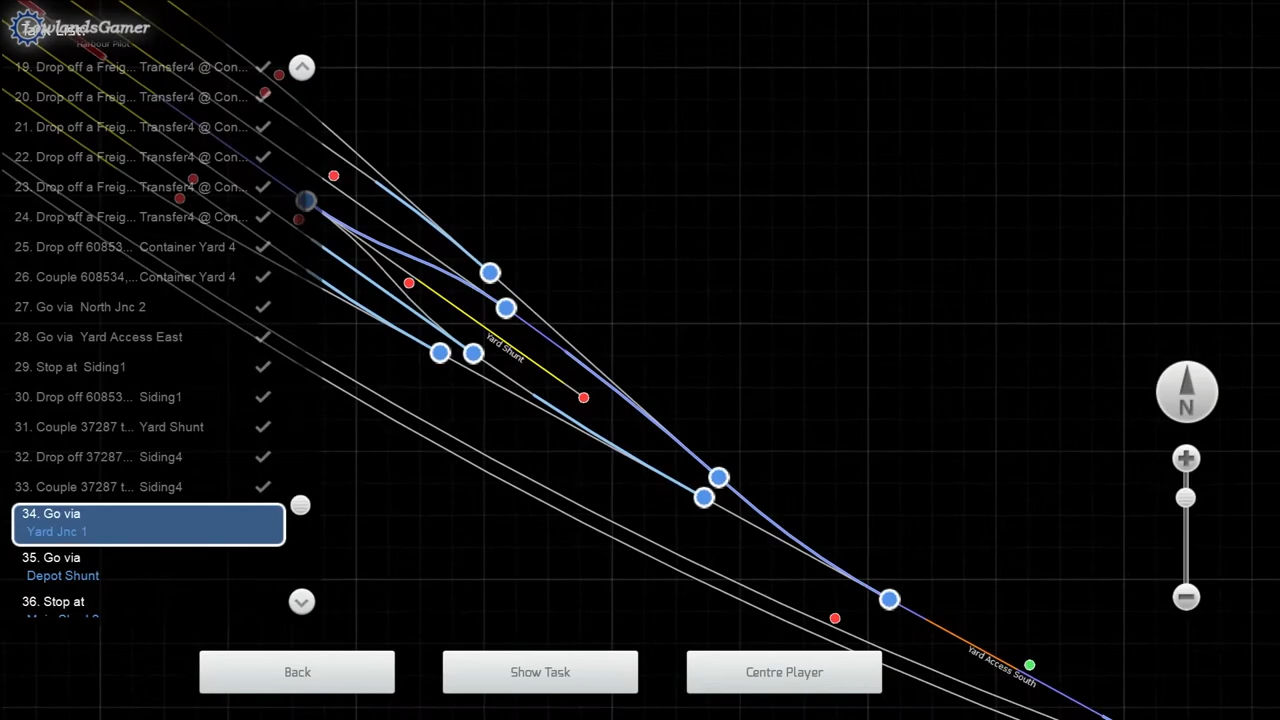 LowlandsGamer
Task List:
Harbour Pilot
19. Drop off a Freig... Transfer4 @ Con...
20. Drop off a Freig... Transfer4 @ Con...
21. Drop off a Freig... Transfer4 @ Con...
22. Drop off a Freig... Transfer4 @ Con...
23. Drop off a Freig... Transfer4 @ Con...
24. Drop off a Freig... Transfer4 @ Con...
25. Drop off 60853... Container Yard 4
26. Couple 608534,... Container Yard 4
27. Go via North Jnc 2
28. Go via Yard Access East
29. Stop at Siding1
30. Drop off 60853... Siding1
31. Couple 37287 t... Yard Shunt
32. Drop off 37287... Siding4
33. Couple 37287 t... Siding4
34. Go via
Yard Jnc 1
35. Go via
Depot Shunt
36. Stop at
Yard Shunt
Yard Access South
N
Back
Show Task
Centre Player